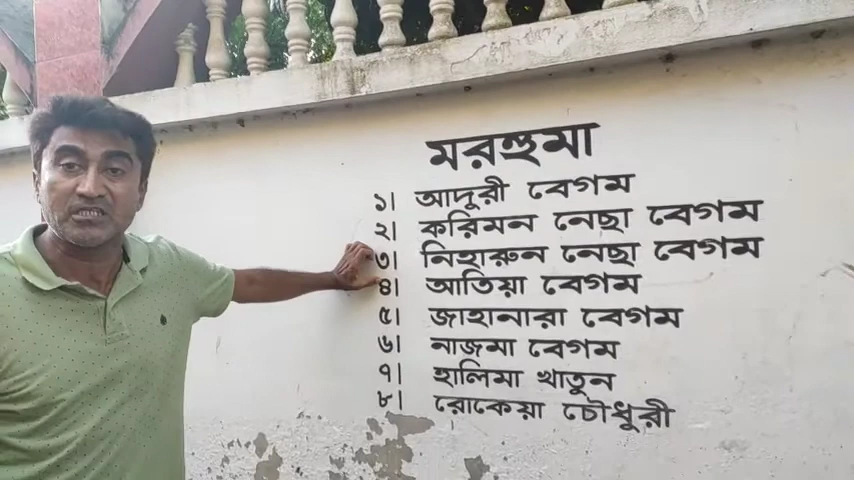 মরহুমা
১। আদুরী বেগম
২। করিমন নেছা বেগম
৩। নিহারুন নেছা বেগম
৪। আতিয়া বেগম
৫। জাহানারা বেগম
৬। নাজমা বেগম
৭। হালিমা খাতুন
৮। রোকেয়া চৌধুরী